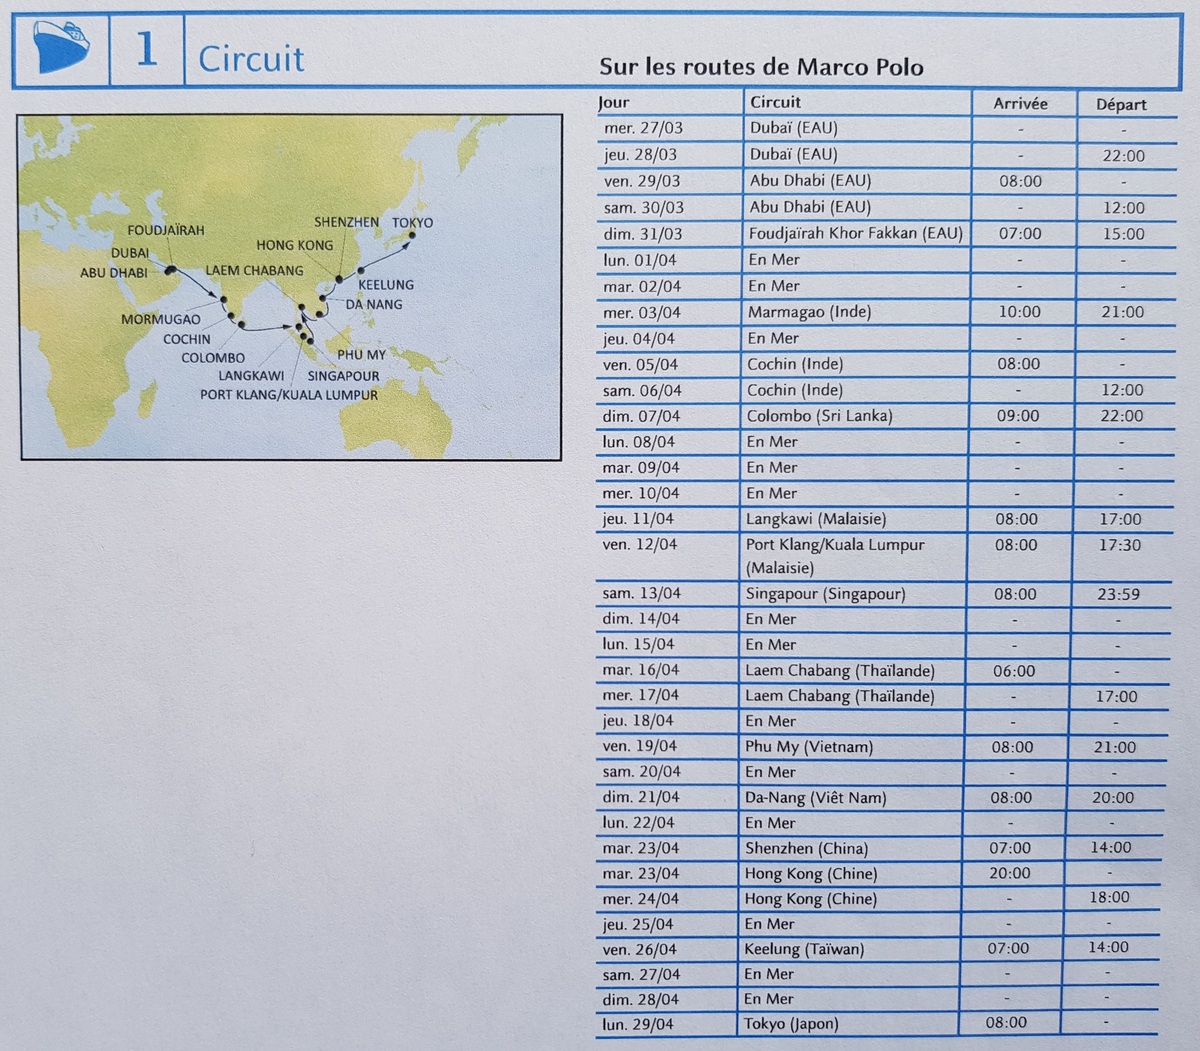 1 Circuit
Sur les routes de Marco Polo
SHENZHEN TOKYO
FOUDJAÏRAH
HONG KONG
DUBAI
ABU DHABI LAEM CHABANG
KEELUNG
DA NANG
MORMUGAO
COCHIN
COLOMBO PHU MY
LANGKAWI SINGAPOUR
PORT KLANG/KUALA LUMPUR
Jour Circuit Arrivée Départ
mer. 27/03 Dubaï (EAU) - -
jeu. 28/03 Dubaï (EAU) - 22:00
ven. 29/03 Abu Dhabi (EAU) 08:00 -
sam. 30/03 Abu Dhabi (EAU) - 12:00
dim. 31/03 Foudjaïrah Khor Fakkan (EAU) 07:00 15:00
lun. 01/04 En Mer - -
mar. 02/04 En Mer - -
mer. 03/04 Marmagao (Inde) 10:00 21:00
jeu. 04/04 En Mer - -
ven. 05/04 Cochin (Inde) 08:00 -
sam. 06/04 Cochin (Inde) - 12:00
dim. 07/04 Colombo (Sri Lanka) 09:00 22:00
lun. 08/04 En Mer - -
mar. 09/04 En Mer - -
mer. 10/04 En Mer - -
jeu. 11/04 Langkawi (Malaisie) 08:00 17:00
ven. 12/04 Port Klang/Kuala Lumpur 08:00 17:30
(Malaisie)
sam. 13/04 Singapour (Singapour) 08:00 23:59
dim. 14/04 En Mer - -
lun. 15/04 En Mer - -
mar. 16/04 Laem Chabang (Thaïlande) 06:00 -
mer. 17/04 Laem Chabang (Thaïlande) - 17:00
jeu. 18/04 En Mer - -
ven. 19/04 Phu My (Vietnam) 08:00 21:00
sam. 20/04 En Mer - -
dim. 21/04 Da-Nang (Viêt Nam) 08:00 20:00
lun. 22/04 En Mer - -
mar. 23/04 Shenzhen (China) 07:00 14:00
mar. 23/04 Hong Kong (Chine) 20:00 -
mer. 24/04 Hong Kong (Chine) - 18:00
jeu. 25/04 En Mer - -
ven. 26/04 Keelung (Taïwan) 07:00 14:00
sam. 27/04 En Mer - -
dim. 28/04 En Mer - -
lun. 29/04 Tokyo (Japon) 08:00 -